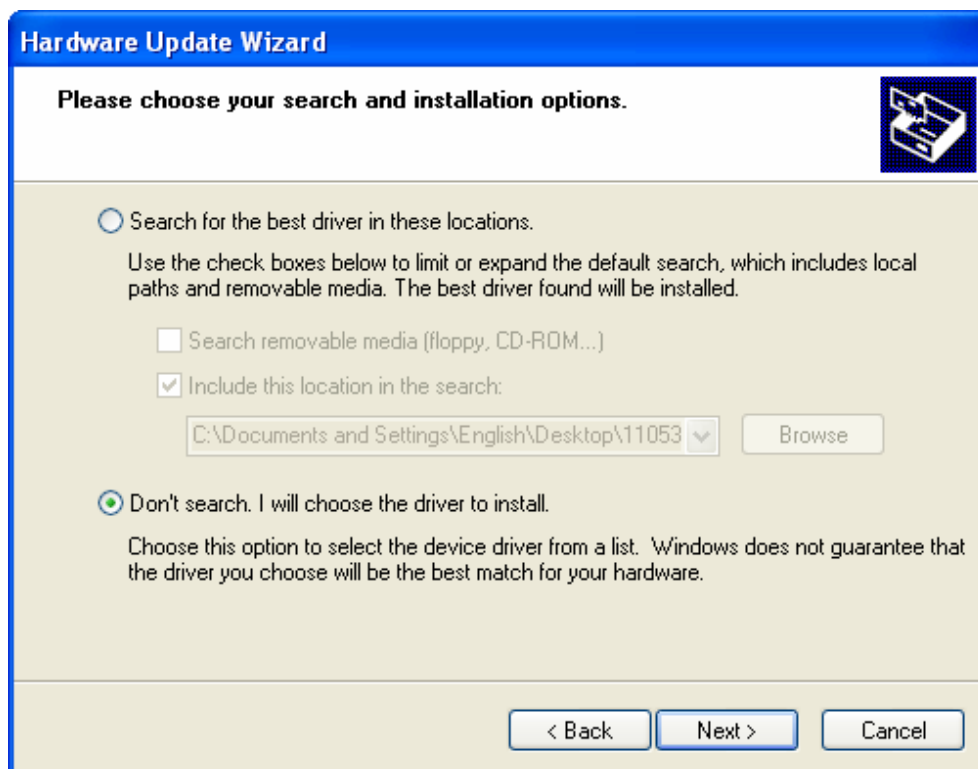 Hardware Update Wizard
Please choose your search and installation options.
Search for the best driver in these locations.
Use the check boxes below to limit or expand the default search, which includes local
paths and removable media. The best driver found will be installed.
Search removable media (floppy, CD-ROM...)
Include this location in the search:
C:\Documents and Settings\English\Desktop\11053
Browse
Don't search. I will choose the driver to install.
Choose this option to select the device driver from a list.  Windows does not guarantee that
the driver you choose will be the best match for your hardware.
< Back
Next >
Cancel